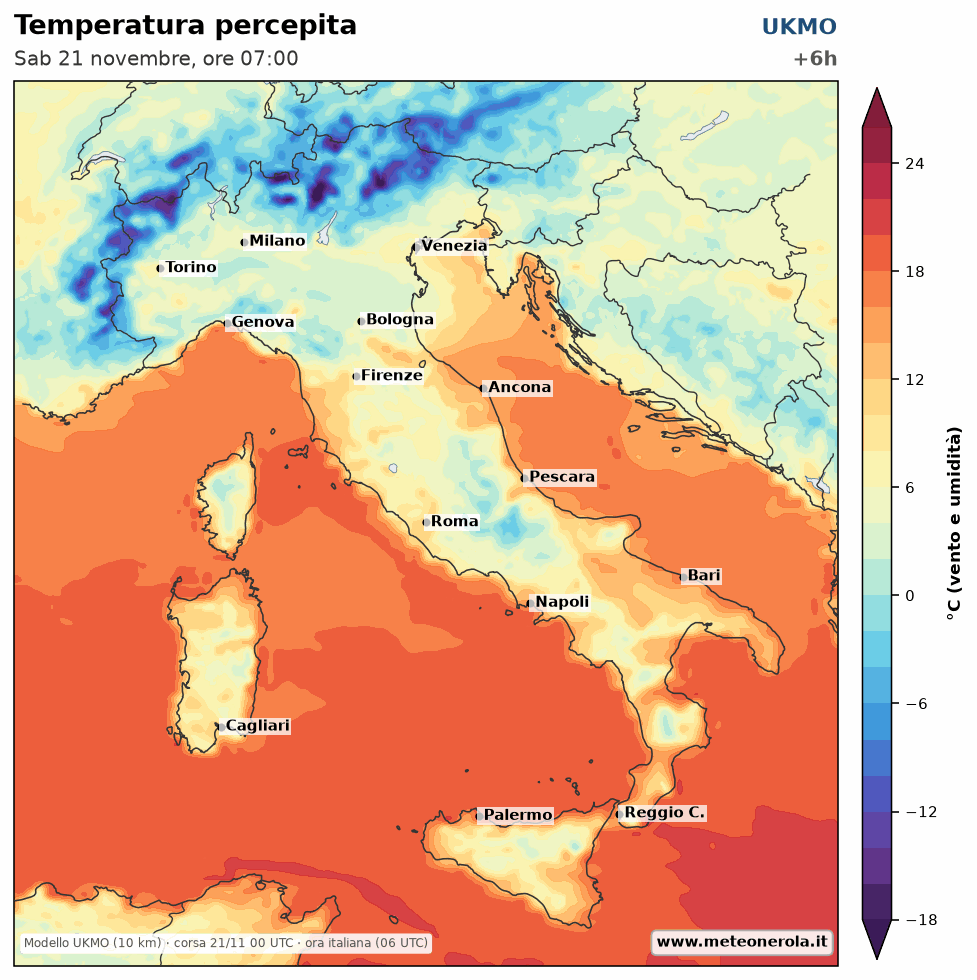 Temperatura percepita
UKMO
Sab 21 novembre, ore 07:00
+6h
Milano
Venezia
Torino
Genova
Bologna
Firenze
Ancona
Pescara
Roma
Bari
Napoli
Cagliari
Palermo
Reggio C.
24
18
12
6
0
−6
−12
−18
°C (vento e umidità)
Modello UKMO (10 km) · corsa 21/11 00 UTC · ora italiana (06 UTC)
www.meteonerola.it